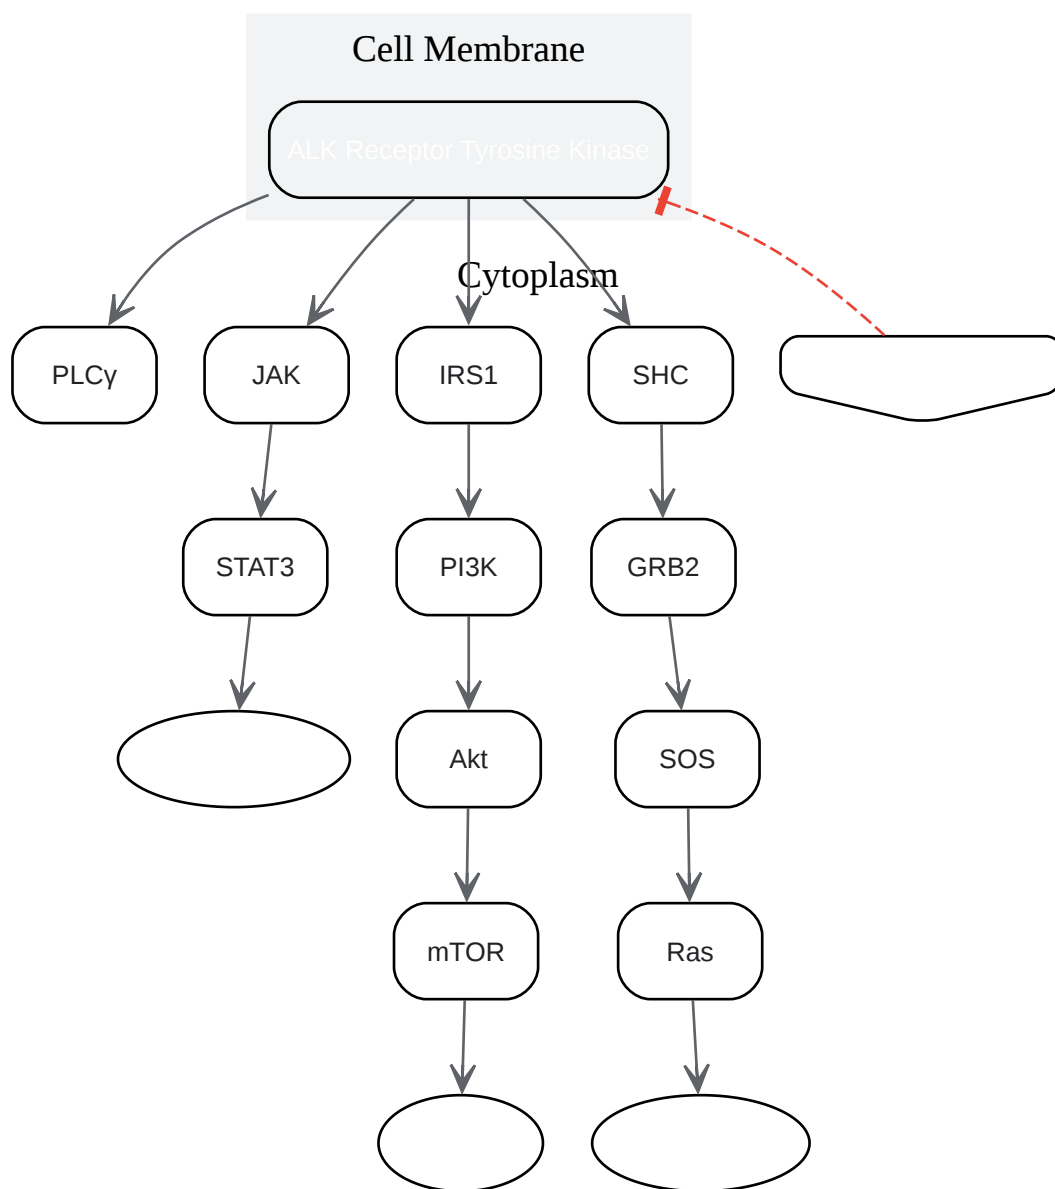 Cell Membrane
ALK Receptor Tyrosine Kinase
Cytoplasm
PLCγ
JAK
IRS1
SHC
STAT3
PI3K
GRB2
Akt
SOS
mTOR
Ras